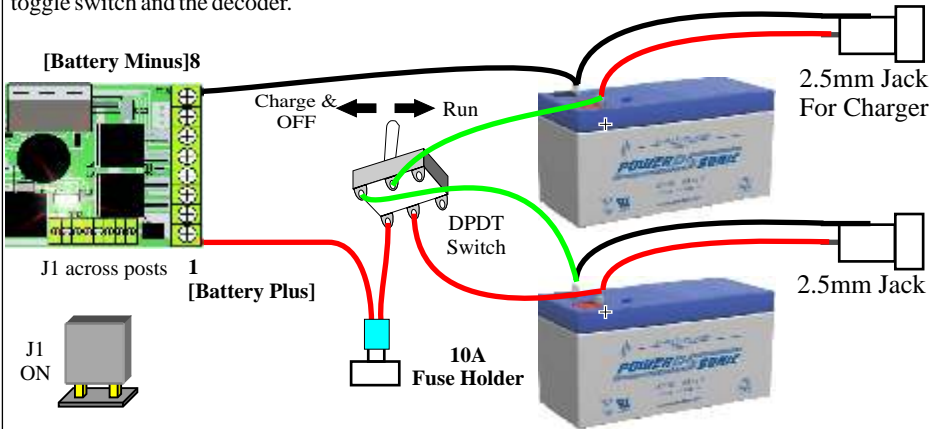 toggle switch and the decoder.
[Battery Minus]8
Charge &
OFF
Run
2.5mm Jack
For Charger
POWER SONIC
DPDT
Switch
J1 across posts 1
[Battery Plus]
2.5mm Jack
J1
ON
10A
Fuse Holder
POWER SONIC